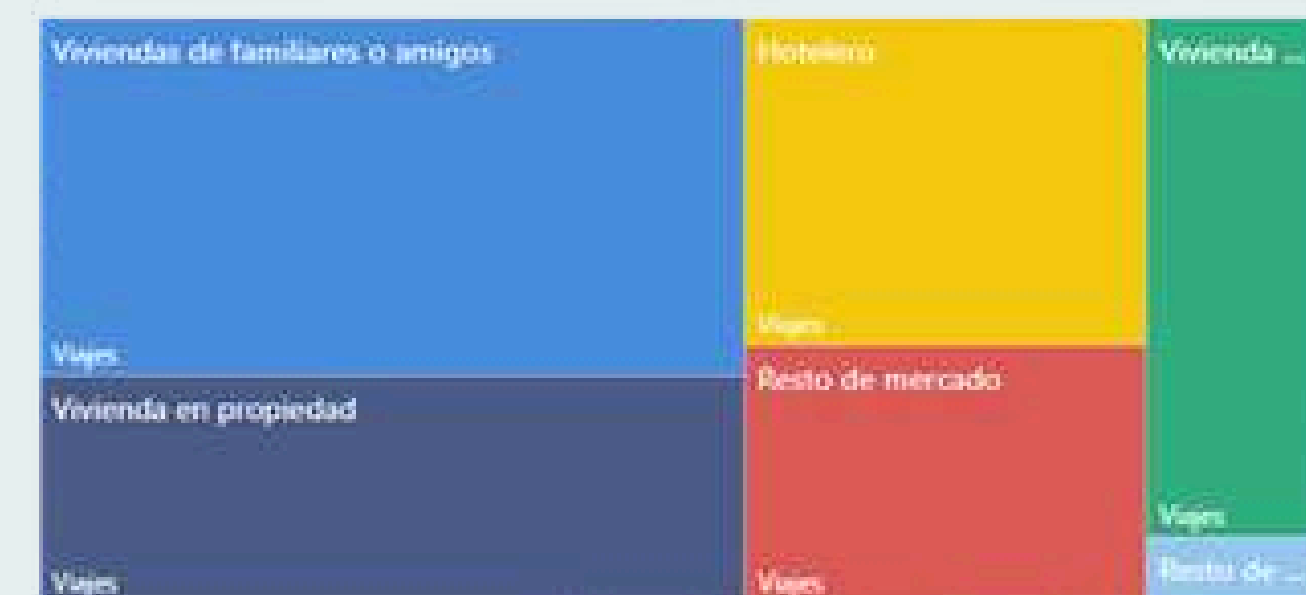 Viviendas de familiares o amigos
Viajes
Vivienda en propiedad
Viajes
Hotelero
Viajes
Resto de mercado
Viajes
Vivienda ...
Viajes
Resto de ...